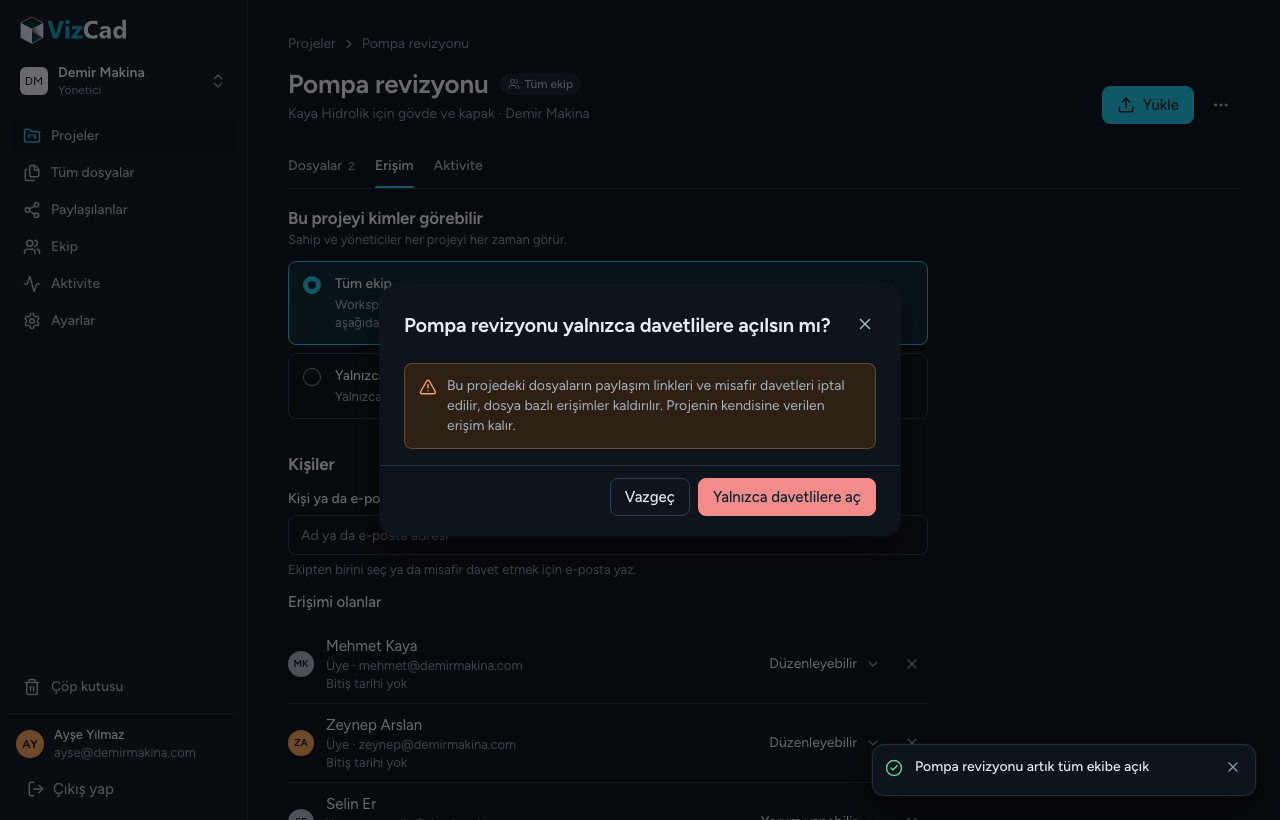 VizCad
DM
Demir Makina
Yönetici
Projeler
Tüm dosyalar
Paylaşılanlar
Ekip
Aktivite
Ayarlar
Çöp kutusu
AY
Ayşe Yılmaz
ayse@demirmakina.com
Çıkış yap
Projeler
Pompa revizyonu
Pompa revizyonu
Tüm ekip
Kaya Hidrolik için gövde ve kapak · Demir Makina
Yükle
Dosyalar 2
Erişim
Aktivite
Bu projeyi kimler görebilir
Sahip ve yöneticiler her projeyi her zaman görür.
Tüm ekip
Pompa revizyonu yalnızca davetlilere açılsın mı?
Bu projedeki dosyaların paylaşım linkleri ve misafir davetleri iptal
edilir, dosya bazlı erişimler kaldırılır. Projenin kendisine verilen
erişim kalır.
Vazgeç
Yalnızca davetlilere aç
Kişiler
Kişi ya da e-po
Ad ya da e-posta adresi
Ekipten birini seç ya da misafir davet etmek için e-posta yaz.
Erişimi olanlar
MK
Mehmet Kaya
Üye · mehmet@demirmakina.com
Bitiş tarihi yok
Düzenleyebilir
ZA
Zeynep Arslan
Üye · zeynep@demirmakina.com
Bitiş tarihi yok
Düzenleyebilir
Selin Er
Pompa revizyonu artık tüm ekibe açık